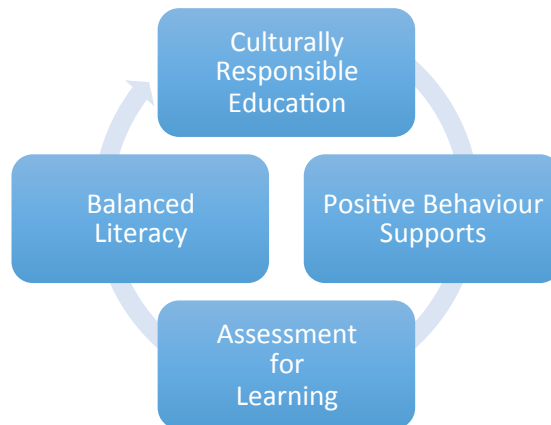 Culturally
Responsible
Education
Positive Behaviour
Supports
Assessment
for
Learning
Balanced
Literacy